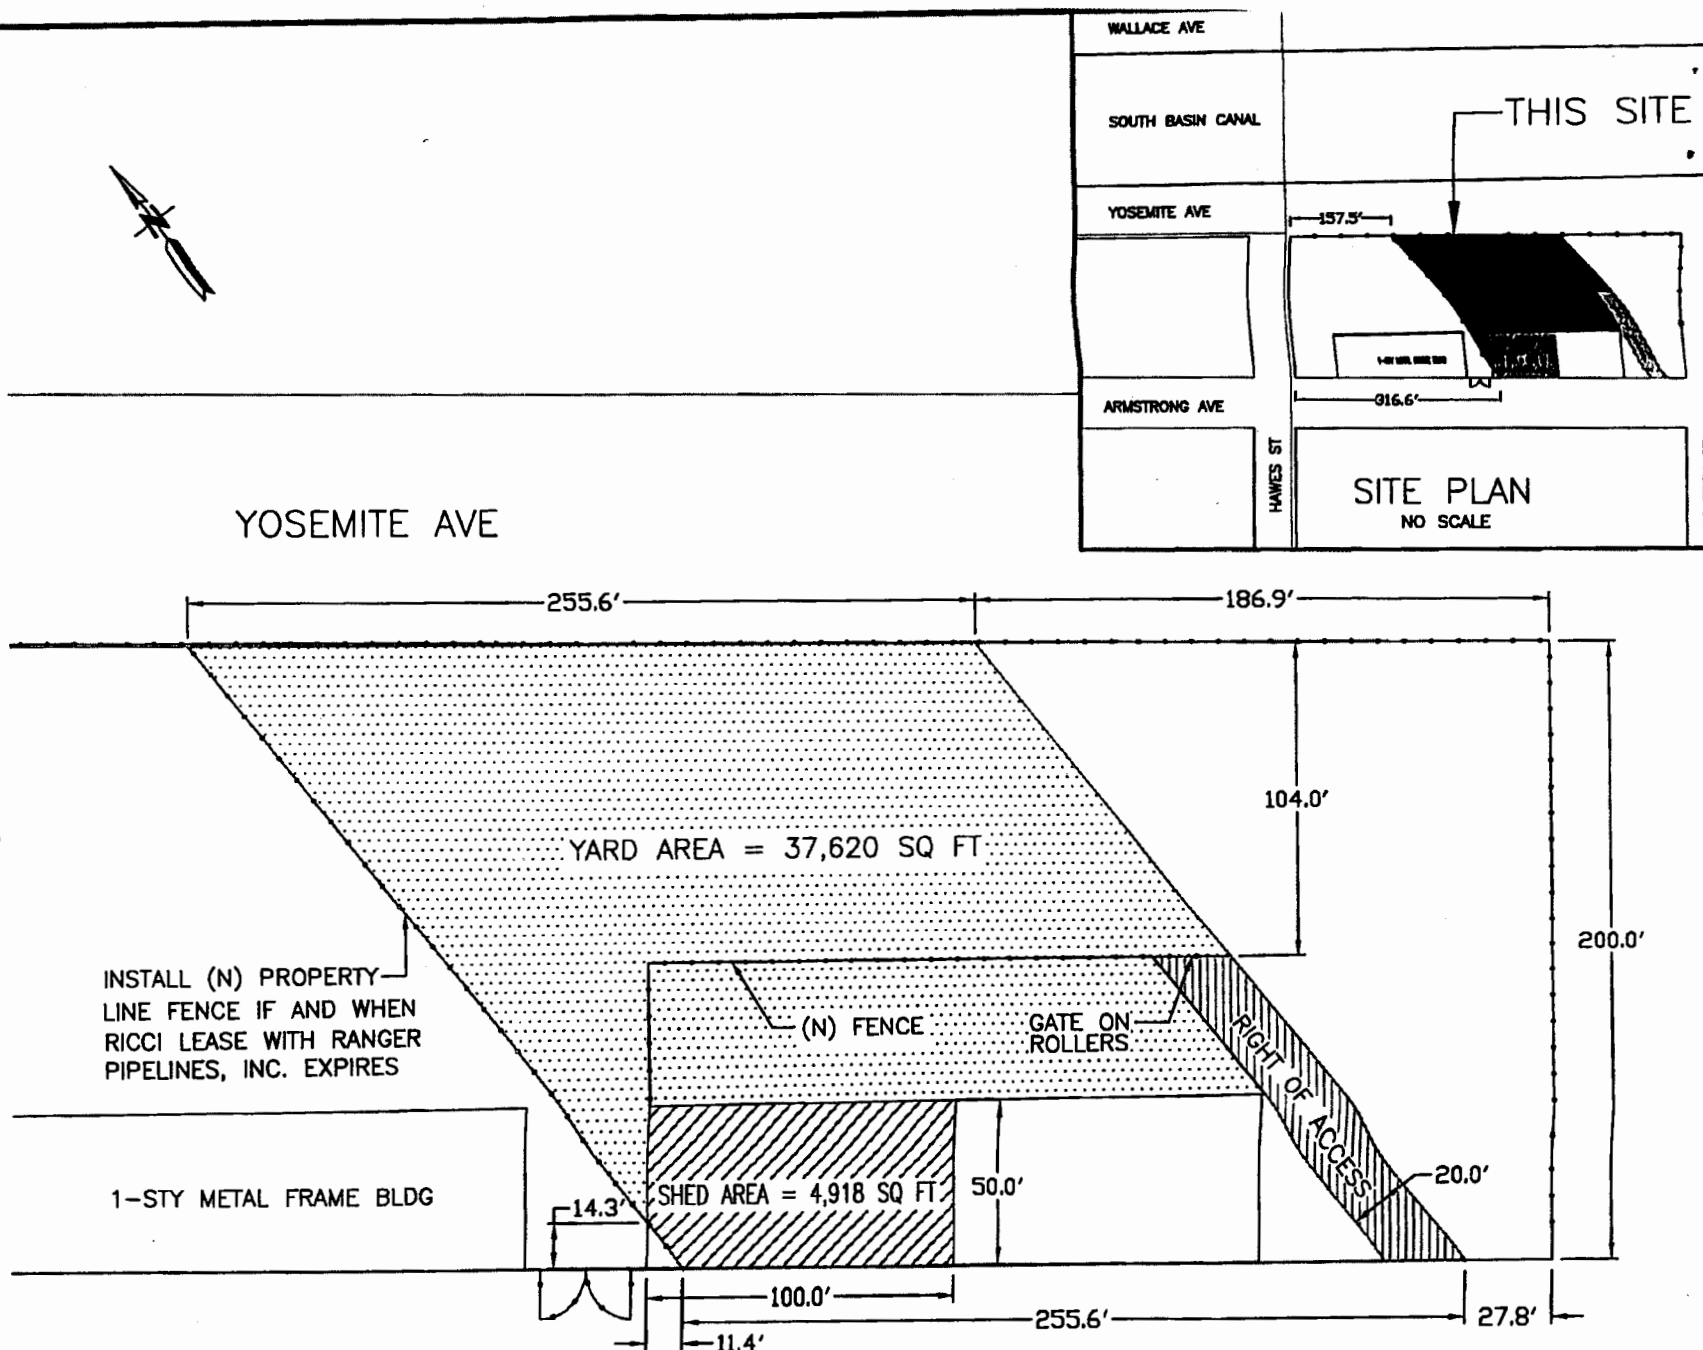 WALLACE AVE
SOUTH BASIN CANAL
THIS SITE
YOSEMITE AVE
157.5'
ARMSTRONG AVE
316.6'
HAWES ST
SITE PLAN
NO SCALE
N
YOSEMITE AVE
255.6'
186.9'
104.0'
YARD AREA = 37,620 SQ FT
200.0'
INSTALL (N) PROPERTY
LINE FENCE IF AND WHEN
RICCI LEASE WITH RANGER
PIPELINES, INC. EXPIRES
(N) FENCE
GATE ON
ROLLERS
RIGHT OF ACCESS
1-STY METAL FRAME BLDG
14.3'
SHED AREA = 4,918 SQ FT
50.0'
20.0'
100.0'
255.6'
27.8'
11.4'